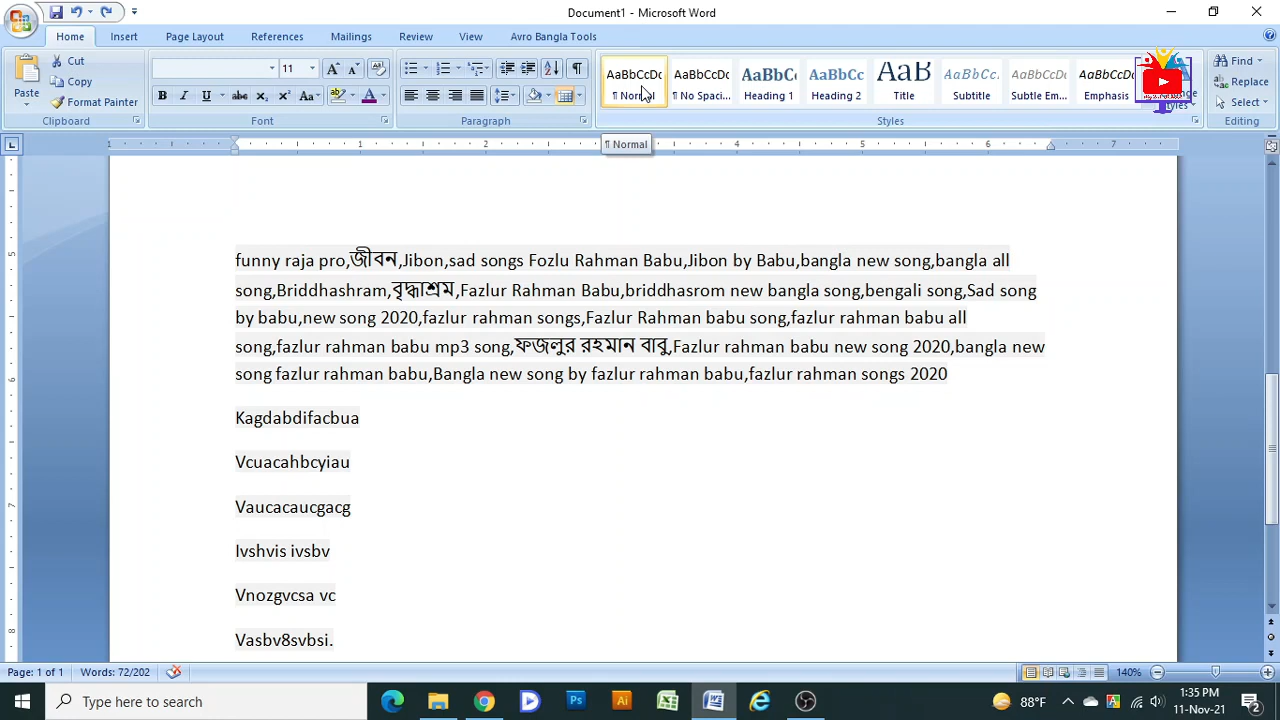 Document1 - Microsoft Word
Home Insert Page Layout References Mailings Review View Avro Bangla Tools
Paste
Cut
Copy
Format Painter
Clipboard
11
Font
Paragraph
AaBbCcDc AaBbCcDc AaBbCc AaBbCc AaB AaBbCc. AaBbCcDc AaBbCcDc
¶ Normal ¶ No Spaci... Heading 1 Heading 2 Title Subtitle Subtle Em... Emphasis
Styles
Find
Replace
Select
Editing
¶ Normal
1 1 2 4 5 6 7
funny raja pro,জীবন,Jibon,sad songs Fozlu Rahman Babu,Jibon by Babu,bangla new song,bangla all
song,Briddhashram,বৃদ্ধাশ্রম,Fazlur Rahman Babu,briddhasrom new bangla song,bengali song,Sad song
by babu,new song 2020,fazlur rahman songs,Fazlur Rahman babu song,fazlur rahman babu all
song,fazlur rahman babu mp3 song,ফজলুর রহমান বাবু,Fazlur rahman babu new song 2020,bangla new
song fazlur rahman babu,Bangla new song by fazlur rahman babu,fazlur rahman songs 2020
Kagdabdifacbua
Vcuacahbcyiau
Vaucacaucgacg
Ivshvis ivsbv
Vnozgvcsa vc
Vasbv8svbsi.
Page: 1 of 1 Words: 72/202 140%
Type here to search
88°F
1:35 PM
11-Nov-21